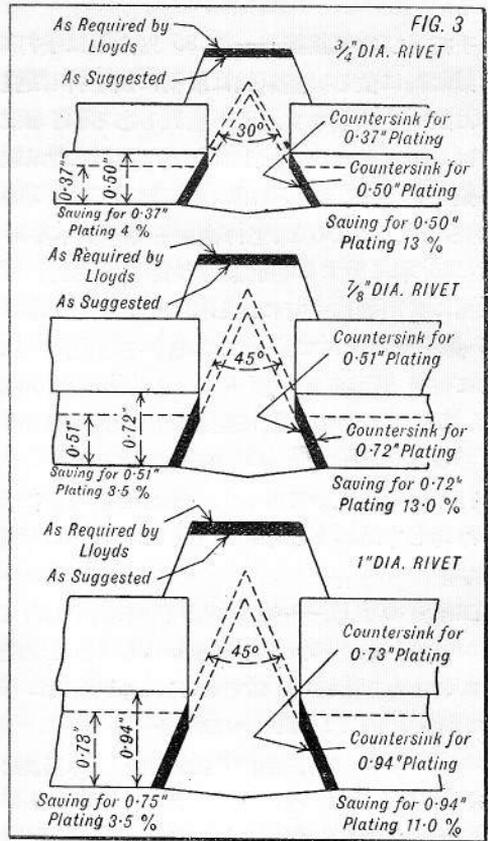 FIG. 3
As Required by
Lloyds
3/4" DIA. RIVET
As Suggested
30°
Countersink for
0·37" Plating
0·37"
0·50"
Countersink for
0·50" Plating
Saving for 0·37"
Plating 4 %
Saving for 0·50"
Plating 13 %
As Required by
Lloyds
7/8" DIA. RIVET
As Suggested
45°
Countersink for
0·51" Plating
0·51"
0·72"
Countersink for
0·72" Plating
Saving for 0·51"
Plating 3·5 %
Saving for 0·72"
Plating 13·0 %
As Required by
Lloyds
1" DIA. RIVET
As Suggested
45°
Countersink for
0·73" Plating
0·73"
0·94"
Countersink for
0·94" Plating
Saving for 0·75"
Plating 3·5 %
Saving for 0·94"
Plating 11·0 %